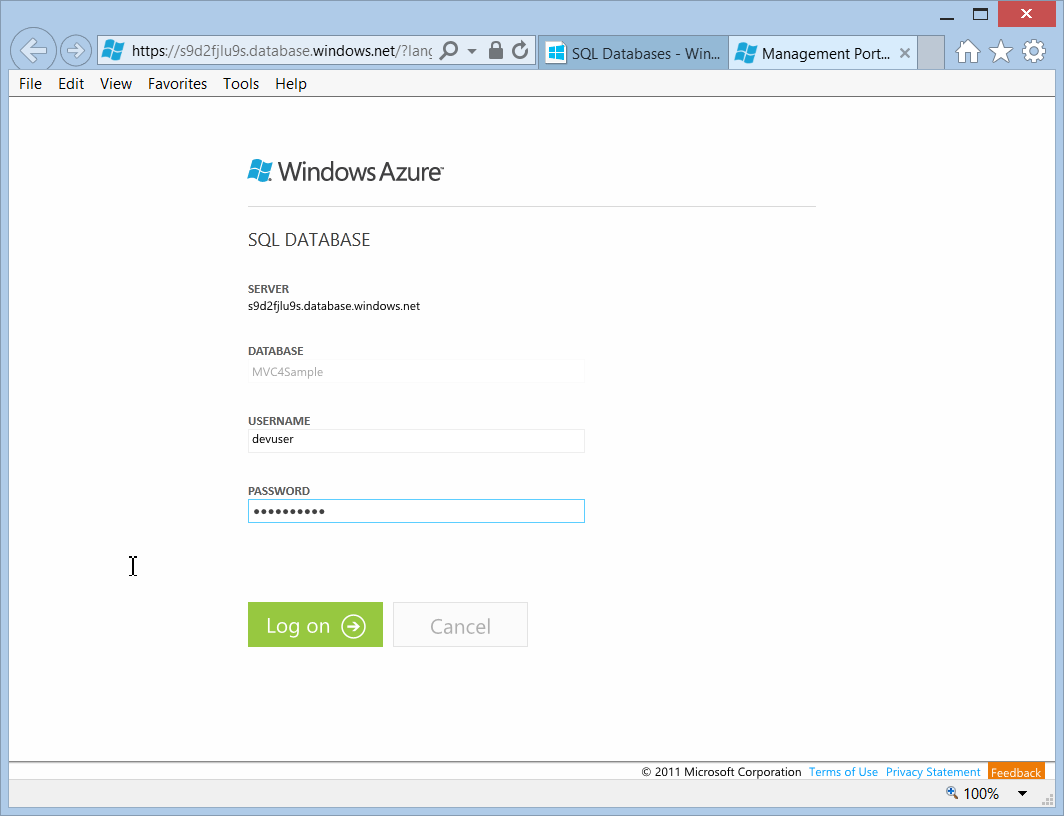 https://s9d2fjlu9s.database.windows.net/?lang
SQL Databases - Win...
Management Port...
File Edit View Favorites Tools Help
Windows Azure™
SQL DATABASE
SERVER
s9d2fjlu9s.database.windows.net
DATABASE
MVC4Sample
USERNAME
devuser
PASSWORD
••••••••••
Log on
Cancel
© 2011 Microsoft Corporation Terms of Use Privacy Statement Feedback
100%